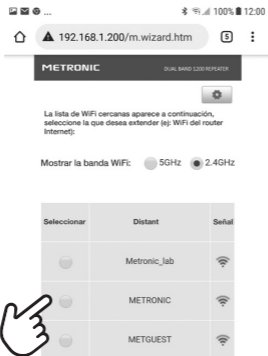 ... 100% 12:00
192.168.1.200/m.wizard.htm 5
METRONIC DUAL BAND 1200 REPEATER
La lista de WiFi cercanas aparece a continuación,
seleccione la que desea extender (ej: WiFi del router
Internet):
Mostrar la banda WiFi: 5GHz 2.4GHz
Seleccionar Distant Señal
Metronic_lab
METRONIC
METGUEST